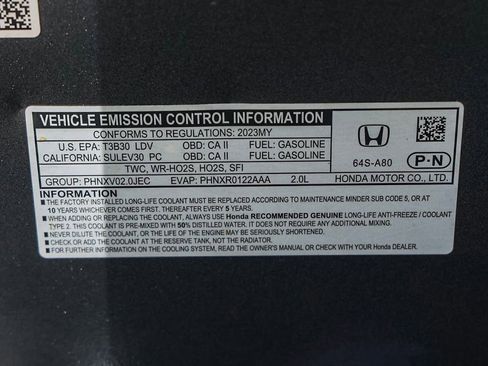 VEHICLE EMISSION CONTROL INFORMATION
CONFORMS TO REGULATIONS: 2023MY
U.S. EPA: T3B30 LDV OBD: CA II FUEL: GASOLINE
CALIFORNIA: SULEV30 PC OBD: CA II FUEL: GASOLINE
TWC, WR-HO2S, HO2S, SFI
GROUP: PHNXV02.0JEC EVAP: PHNXR0122AAA 2.0L
64S-A80 P-N
HONDA MOTOR CO., LTD.
INFORMATION
■ THE FACTORY INSTALLED LONG-LIFE COOLANT MUST BE REPLACED ACCORDING TO MAINTENANCE MINDER SUB CODE 5, OR AT
10 YEARS WHICHEVER COMES FIRST.
■ WHEN ADDING OR REPLACING THE COOLANT, ALWAYS USE Honda RECOMMENDED GENUINE LONG-LIFE ANTI-FREEZE / COOLANT
TYPE 2. THIS COOLANT IS PRE-MIXED WITH 50% DISTILLED WATER. IT DOES NOT REQUIRE ADDITIONAL MIXING.
■ NEVER DILUTE THE COOLANT, OR THE LIFE OF THE ENGINE MAY BE SERIOUSLY SHORTENED.
■ CHECK AND ADD THE COOLANT AT THE RESERVE TANK, NOT THE RADIATOR.
■ FOR FURTHER INFORMATION ON THE COOLING SYSTEM, READ THE OWNER'S MANUAL OR CHECK WITH YOUR Honda DEALER.